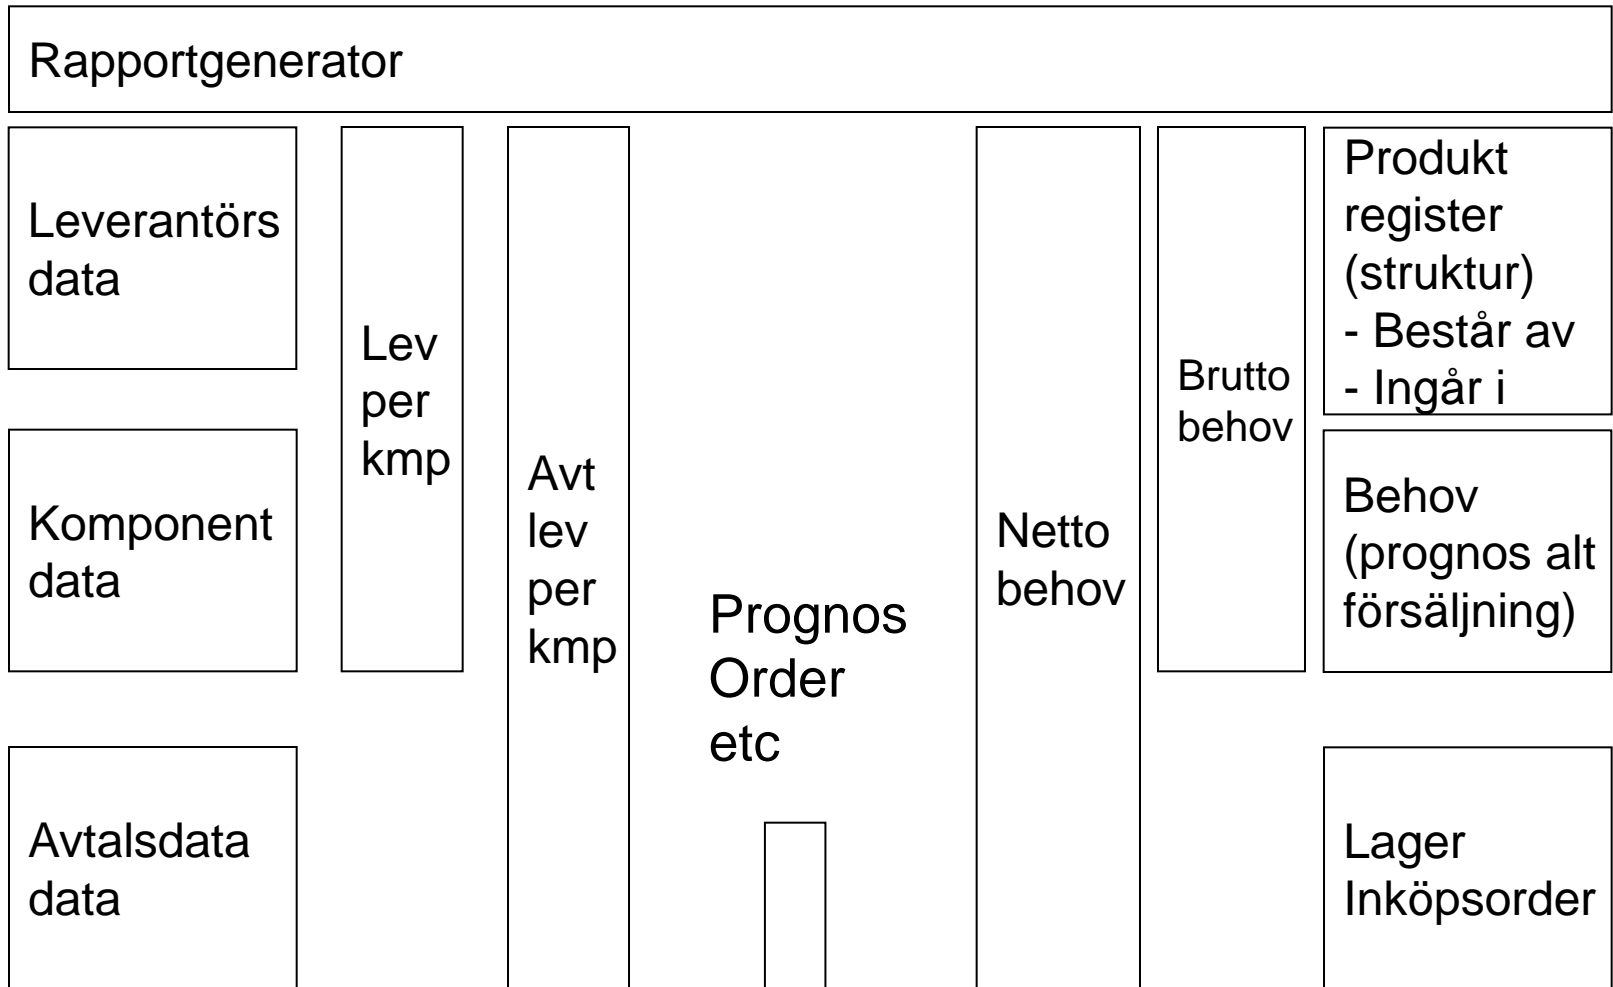 Rapportgenerator
Leverantörs
data
Komponent
data
Avtalsdata
data
Lev
per
kmp
Avt
lev
per
kmp
Prognos
Order
etc
Netto
behov
Brutto
behov
Produkt
register
(struktur)
- Består av
- Ingår i
Behov
(prognos alt
försäljning)
Lager
Inköpsorder